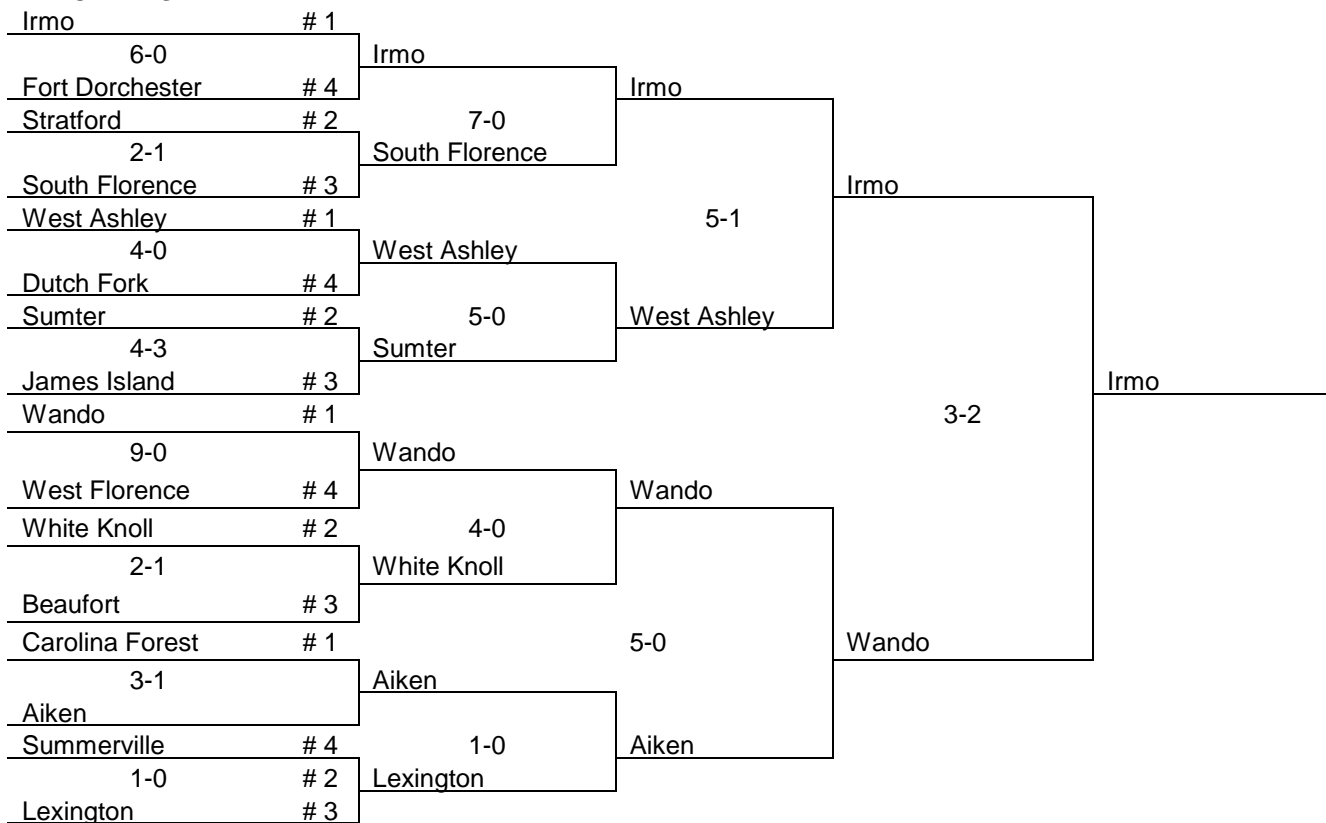 Irmo # 1
6-0 Irmo
Fort Dorchester # 4 Irmo
Stratford # 2 7-0
2-1 South Florence
South Florence # 3 Irmo
West Ashley # 1 5-1
4-0 West Ashley
Dutch Fork # 4
Sumter # 2 5-0 West Ashley
4-3 Sumter
James Island # 3 Irmo
Wando # 1 3-2
9-0 Wando
West Florence # 4 Wando
White Knoll # 2 4-0
2-1 White Knoll
Beaufort # 3
Carolina Forest # 1 5-0 Wando
3-1 Aiken
Aiken
Summerville # 4 1-0 Aiken
1-0 # 2 Lexington
Lexington # 3